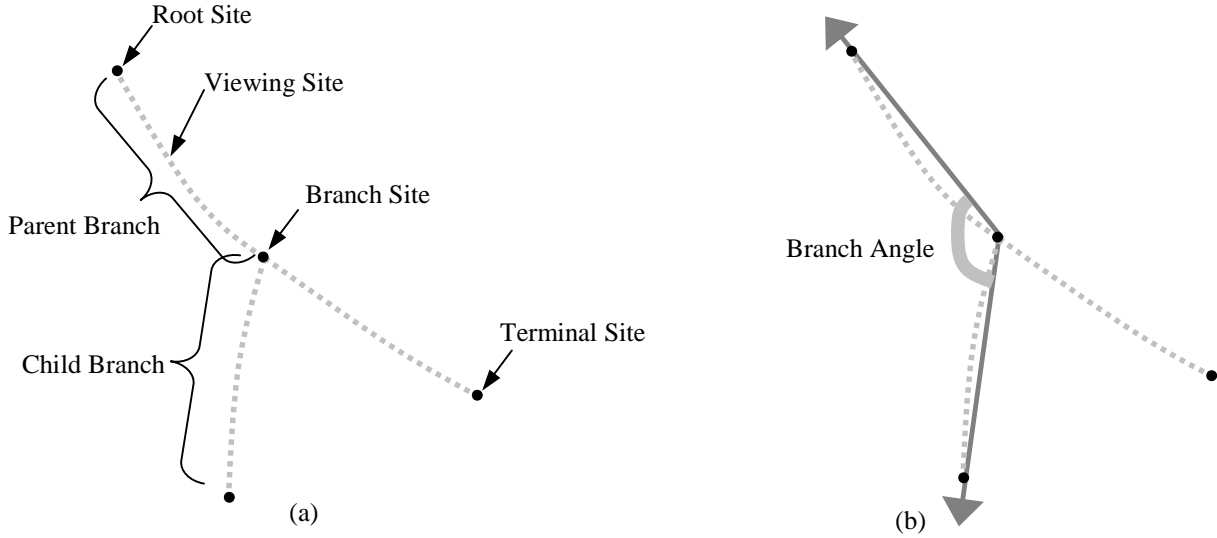 Root Site
Viewing Site
Branch Site
Parent Branch
Child Branch
Terminal Site
(a)
Branch Angle
(b)